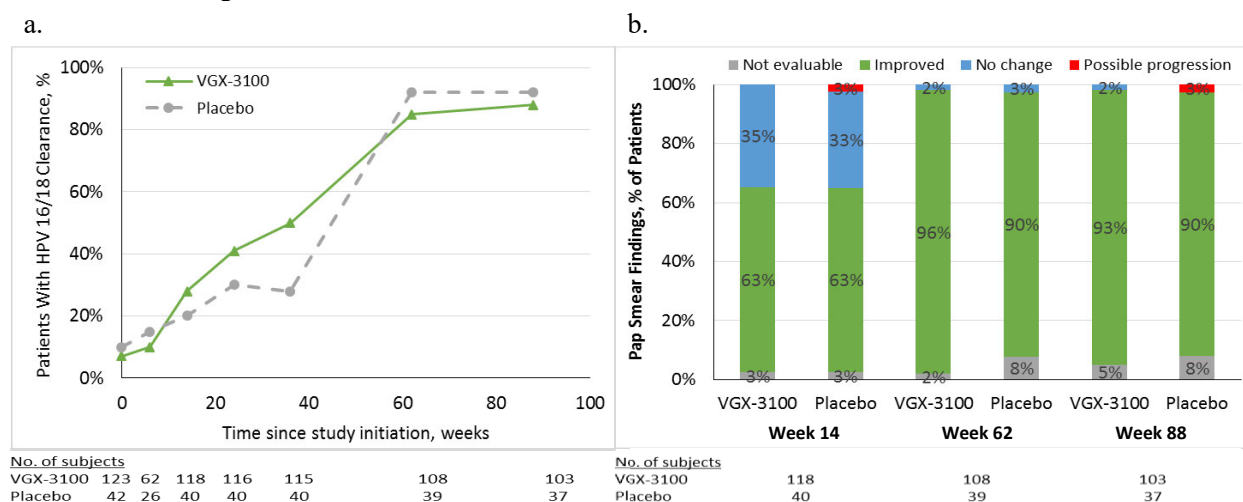 a.
b.
VGX-3100
Placebo
100%
80%
60%
40%
20%
0%
Patients With HPV 16/18 Clearance, %
0 20 40 60 80 100
Time since study initiation, weeks
No. of subjects
VGX-3100 123 62 118 116 115 108 103
Placebo 42 26 40 40 40 39 37
Not evaluable Improved No change Possible progression
100%
80%
60%
40%
20%
0%
Pap Smear Findings, % of Patients
3% 2% 3% 2% 3%
35% 33%
96% 90% 93% 90%
63% 63%
3% 3% 2% 8% 5% 8%
VGX-3100 Placebo VGX-3100 Placebo VGX-3100 Placebo
Week 14 Week 62 Week 88
No. of subjects
VGX-3100 118 108 103
Placebo 40 39 37